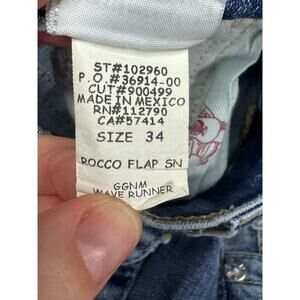 ST#102960
P.O.#36914-00
CUT#900499
MADE IN MEXICO
RN#112790
CA#57414
SIZE 34
ROCCO FLAP SN
GGNM
WAVE RUNNER